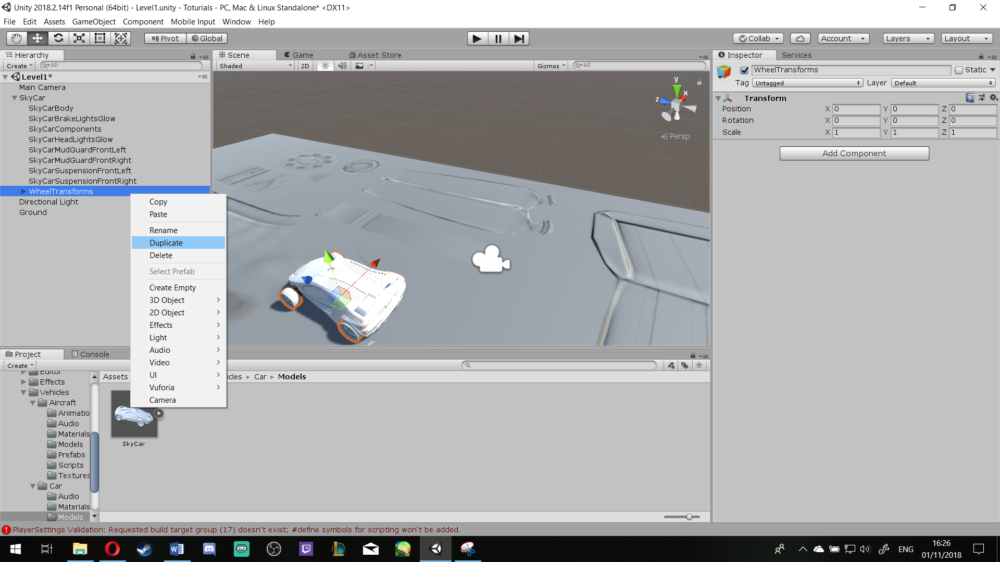 Unity 2018.2.14f1 Personal (64bit) - Level1.unity - Toturials - PC, Mac & Linux Standalone* <DX11>
File Edit Assets GameObject Component Mobile Input Window Help
Pivot Global Collab Account Layers Layout
Hierarchy
Create All
Level1*
Main Camera
SkyCar
SkyCarBody
SkyCarBrakeLightsGlow
SkyCarComponents
SkyCarHeadLightsGlow
SkyCarMudGuardFrontLeft
SkyCarMudGuardFrontRight
SkyCarSuspensionFrontLeft
SkyCarSuspensionFrontRight
WheelTransforms
Directional Light
Ground
Copy
Paste
Rename
Duplicate
Delete
Select Prefab
Create Empty
3D Object
2D Object
Effects
Light
Audio
Video
UI
Vuforia
Camera
Scene Game Asset Store
Shaded 2D Gizmos All
y
x
z
Persp
Inspector Services
WheelTransforms Static
Tag Untagged Layer Default
Transform
Position X 0 Y 0 Z 0
Rotation X 0 Y 0 Z 0
Scale X 1 Y 1 Z 1
Add Component
Project Console
Create
Editor
Effects
Vehicles
Aircraft
Animatio
Audio
Materials
Models
Prefabs
Scripts
Textures
Car
Audio
Materials
Models
Assets icles Car Models
SkyCar
PlayerSettings Validation: Requested build target group (17) doesn't exist; #define symbols for scripting won't be added.
ENG
16:26
01/11/2018